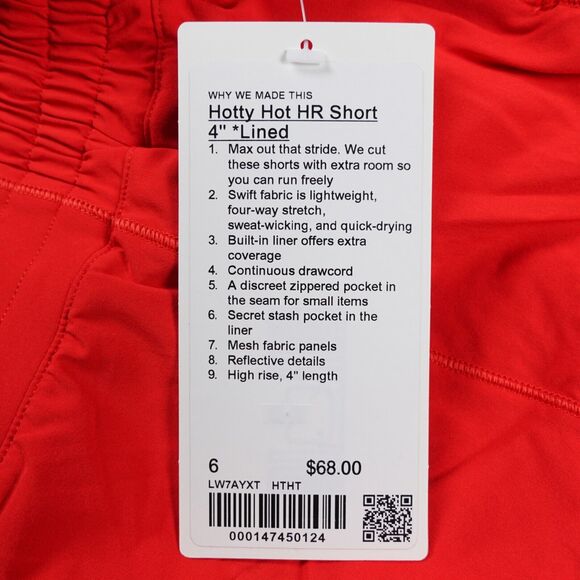 WHY WE MADE THIS
Hotty Hot HR Short
4" *Lined
1. Max out that stride. We cut
these shorts with extra room so
you can run freely
2. Swift fabric is lightweight,
four-way stretch,
sweat-wicking, and quick-drying
3. Built-in liner offers extra
coverage
4. Continuous drawcord
5. A discreet zippered pocket in
the seam for small items
6. Secret stash pocket in the
liner
7. Mesh fabric panels
8. Reflective details
9. High rise, 4" length
6 $68.00
LW7AYXT HTHT
000147450124